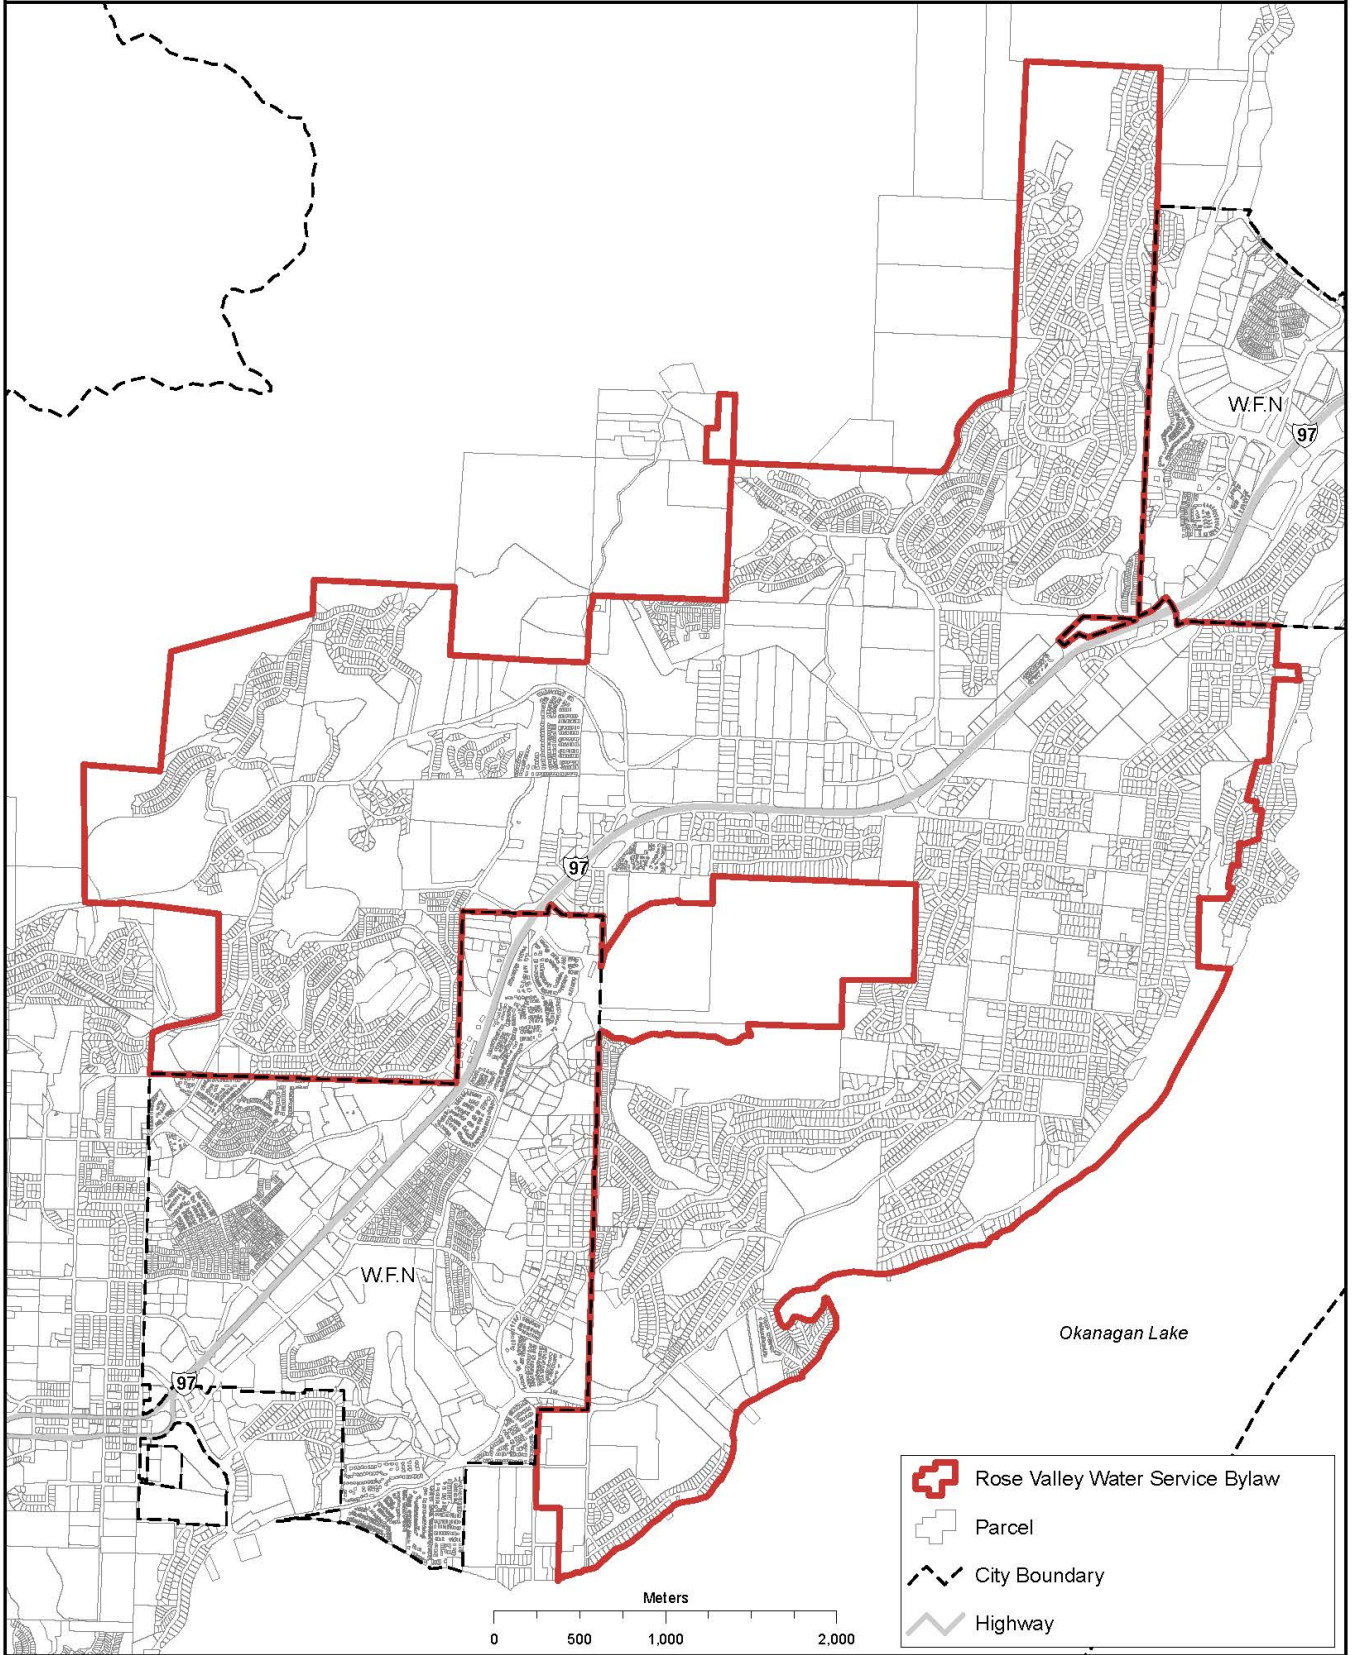 W.F.N
97
97
W.F.N
97
Okanagan Lake
Rose Valley Water Service Bylaw
Parcel
City Boundary
Highway
Meters
0 500 1,000 2,000